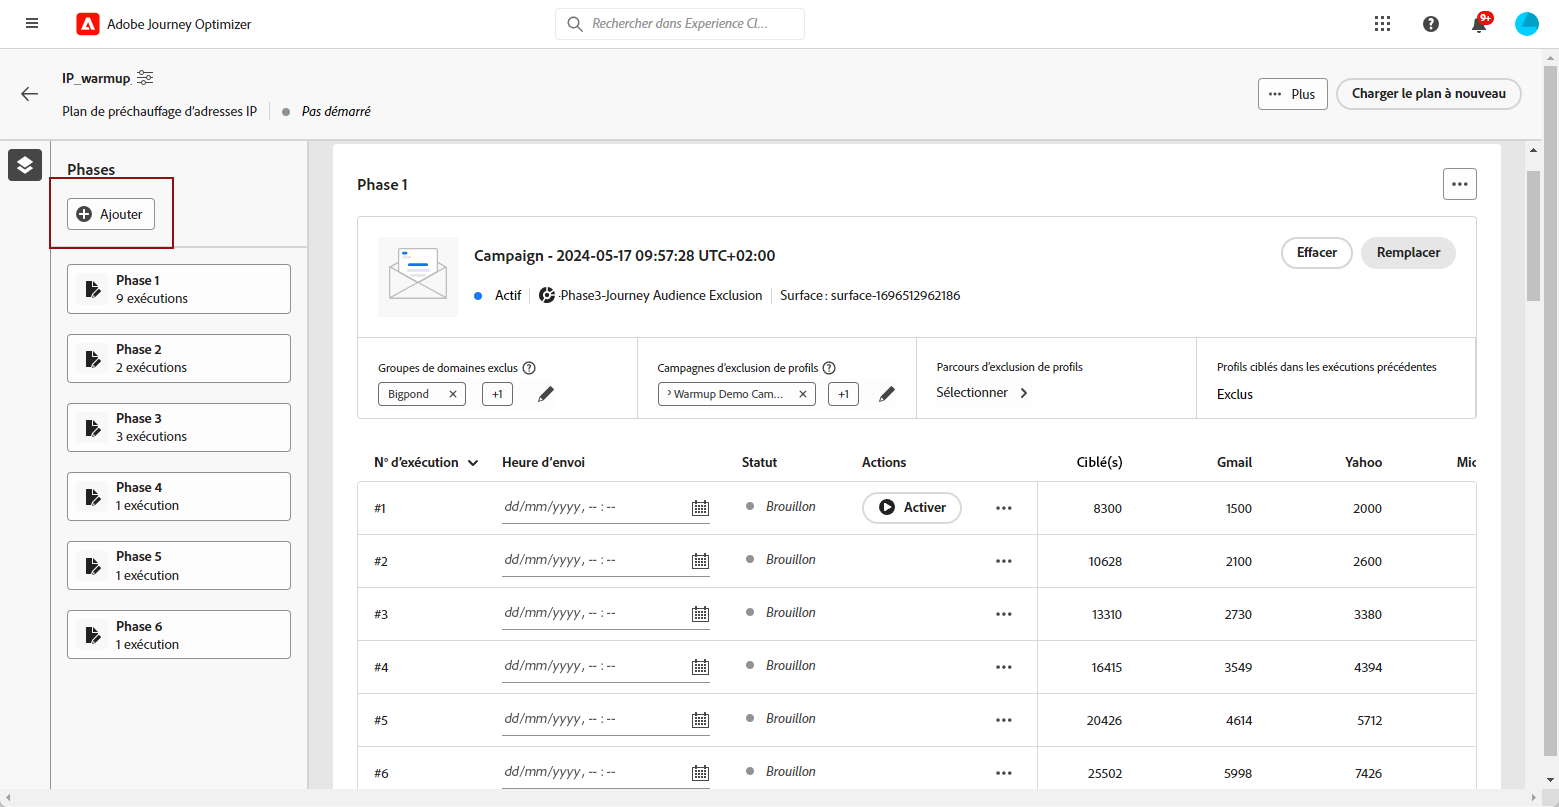 Adobe Journey Optimizer
Rechercher dans Experience Cl...
9+
IP_warmup
Plan de préchauffage d'adresses IP
Pas démarré
Plus
Charger le plan à nouveau
Phases
Ajouter
Phase 1
9 exécutions
Phase 2
2 exécutions
Phase 3
3 exécutions
Phase 4
1 exécution
Phase 5
1 exécution
Phase 6
1 exécution
Phase 1
Campaign - 2024-05-17 09:57:28 UTC+02:00
Effacer
Remplacer
Actif
Phase3-Journey Audience Exclusion
Surface : surface-1696512962186
Groupes de domaines exclus
Bigpond
+1
Campagnes d'exclusion de profils
Warmup Demo Cam...
+1
Parcours d'exclusion de profils
Sélectionner
Profils ciblés dans les exécutions précédentes
Exclus
N° d'exécution Heure d'envoi Statut Actions Ciblé(s) Gmail Yahoo Mic
#1 dd/mm/yyyy, -- : -- Brouillon Activer 8300 1500 2000
#2 dd/mm/yyyy, -- : -- Brouillon 10628 2100 2600
#3 dd/mm/yyyy, -- : -- Brouillon 13310 2730 3380
#4 dd/mm/yyyy, -- : -- Brouillon 16415 3549 4394
#5 dd/mm/yyyy, -- : -- Brouillon 20426 4614 5712
#6 dd/mm/yyyy, -- : -- Brouillon 25502 5998 7426